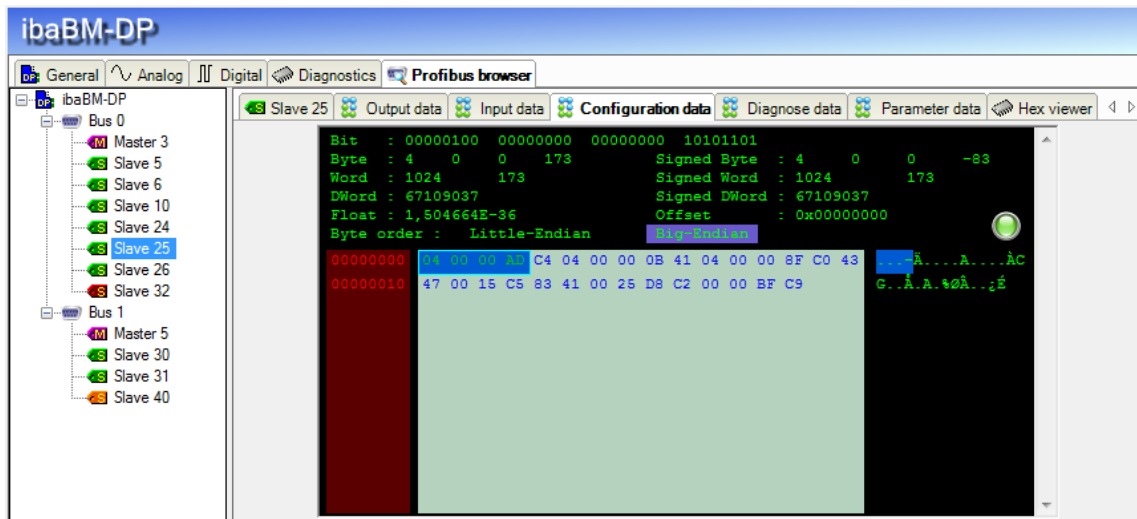 ibaBM-DP
General Analog Digital Diagnostics Profibus browser
ibaBM-DP
Bus 0
Master 3
Slave 5
Slave 6
Slave 10
Slave 24
Slave 25
Slave 26
Slave 32
Bus 1
Master 5
Slave 30
Slave 31
Slave 40
Slave 25 Output data Input data Configuration data Diagnose data Parameter data Hex viewer
Bit : 00000100 00000000 00000000 10101101
Byte : 4 0 0 173 Signed Byte : 4 0 0 -83
Word : 1024 173 Signed Word : 1024 173
DWord : 67109037 Signed DWord : 67109037
Float : 1,504664E-36 Offset : 0x00000000
Byte order : Little-Endian Big-Endian
00000000 04 00 00 AD C4 04 00 00 0B 41 04 00 00 8F C0 43 ...-Ä....A....ÀC
00000010 47 00 15 C5 83 41 00 25 D8 C2 00 00 BF C9 G..Å.A.%ØÂ..¿É